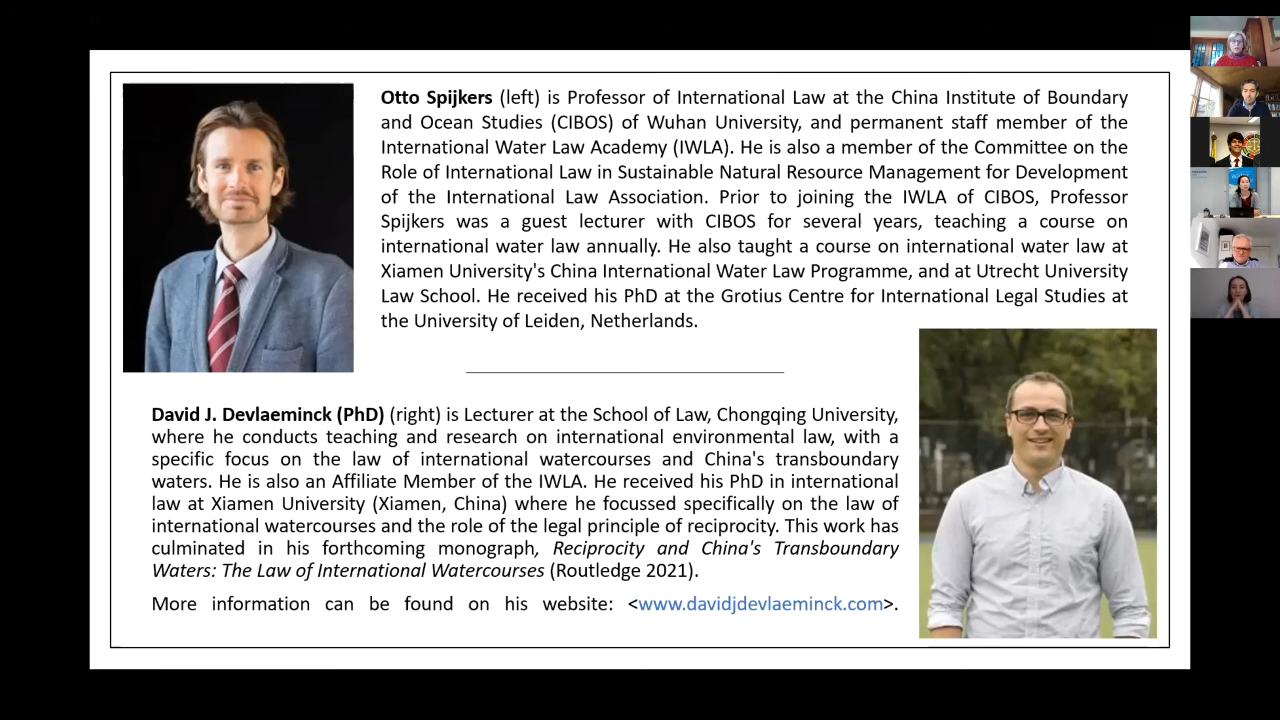 Otto Spijkers (left) is Professor of International Law at the China Institute of Boundary
and Ocean Studies (CIBOS) of Wuhan University, and permanent staff member of the
International Water Law Academy (IWLA). He is also a member of the Committee on the
Role of International Law in Sustainable Natural Resource Management for Development
of the International Law Association. Prior to joining the IWLA of CIBOS, Professor
Spijkers was a guest lecturer with CIBOS for several years, teaching a course on
international water law annually. He also taught a course on international water law at
Xiamen University's China International Water Law Programme, and at Utrecht University
Law School. He received his PhD at the Grotius Centre for International Legal Studies at
the University of Leiden, Netherlands.
David J. Devlaeminck (PhD) (right) is Lecturer at the School of Law, Chongqing University,
where he conducts teaching and research on international environmental law, with a
specific focus on the law of international watercourses and China's transboundary
waters. He is also an Affiliate Member of the IWLA. He received his PhD in international
law at Xiamen University (Xiamen, China) where he focussed specifically on the law of
international watercourses and the role of the legal principle of reciprocity. This work has
culminated in his forthcoming monograph, Reciprocity and China's Transboundary
Waters: The Law of International Watercourses (Routledge 2021).
More information can be found on his website: <www.davidjdevlaeminck.com>.